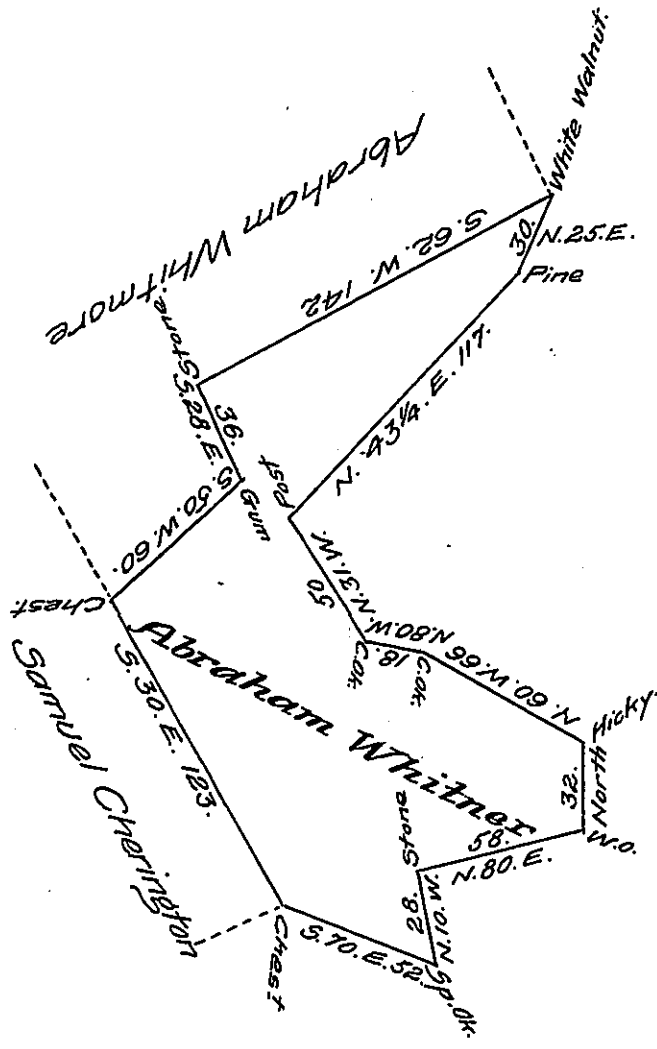 White Walnut.
Abraham Whitmore
S. 62. W. 142
30.
N. 25. E.
Pine
N. 43 1/4. E. 117.
Stone
S. 28. E.
36.
Gum
S. 50. W. 60.
Post
N. 31. W.
50
Chest.
C.Ok.
N. 80. W.
18.
C.Ok.
N. 60. W. 66
Hicky.
North
32.
W.O.
Abraham Whitner
S. 30. E. 123.
Samuel Cherington
Stone
58.
N. 80. E.
N. 10. W.
28.
Sp.Ok.
S. 70. E. 52.
Chest